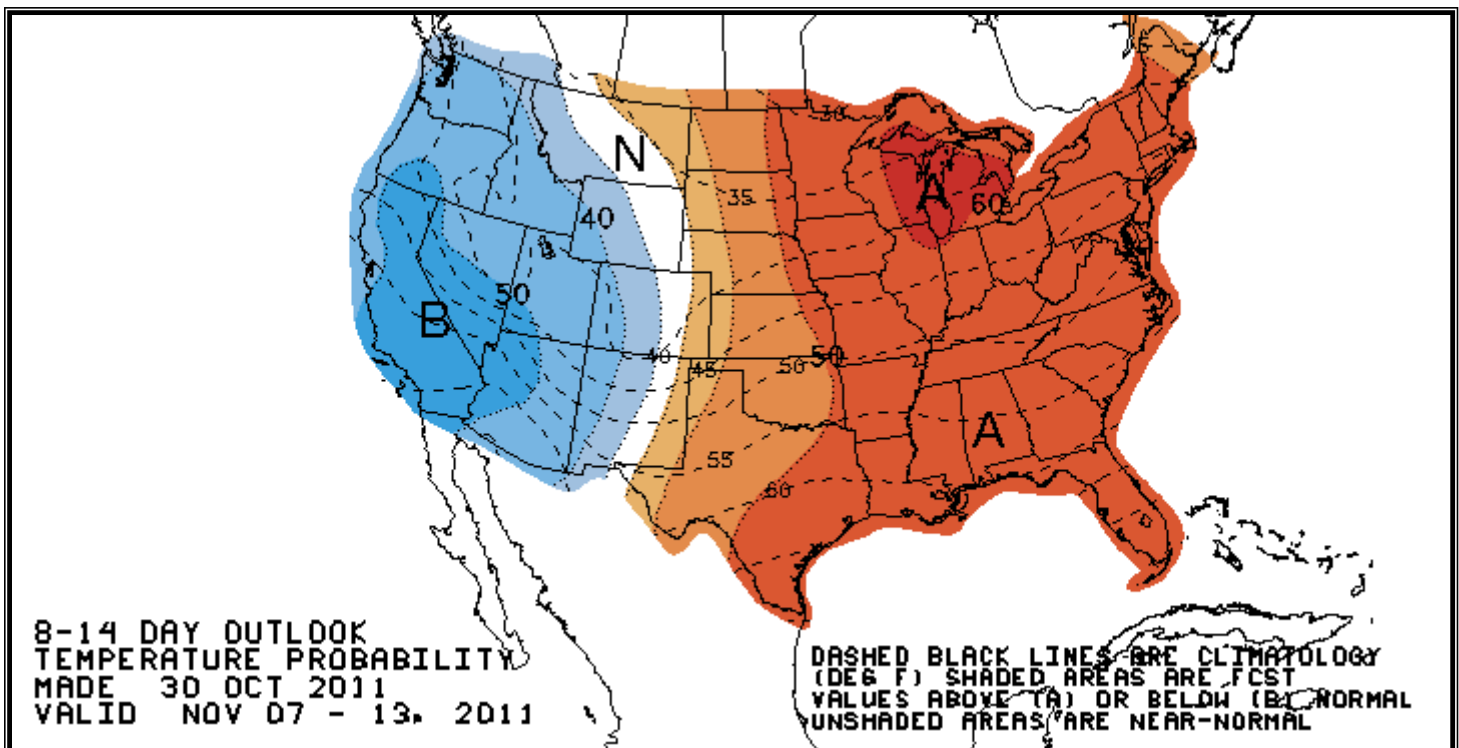 30
N
A
60
35
40
50
B
40
45
50
50
A
55
60
8-14 DAY OUTLOOK
TEMPERATURE PROBABILITY
MADE 30 OCT 2011
VALID NOV 07 - 13, 2011
DASHED BLACK LINES ARE CLIMATOLOGY
(DEG F) SHADED AREAS ARE FCST
VALUES ABOVE (A) OR BELOW (B) NORMAL
UNSHADED AREAS ARE NEAR-NORMAL